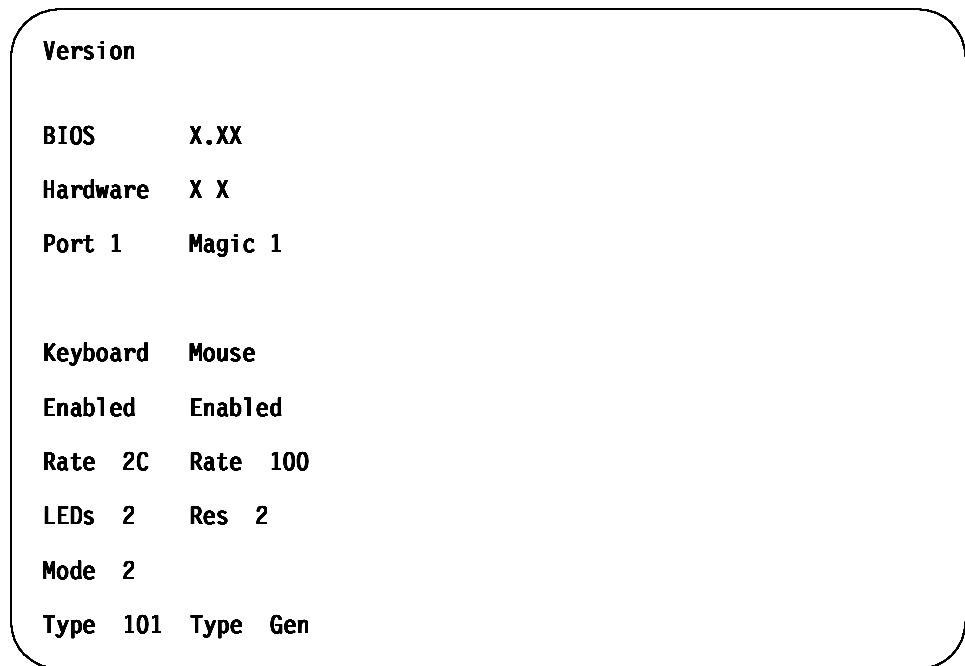 Version
BIOS X.XX
Hardware X X
Port 1 Magic 1
Keyboard Mouse
Enabled Enabled
Rate 2C Rate 100
LEDs 2 Res 2
Mode 2
Type 101 Type Gen